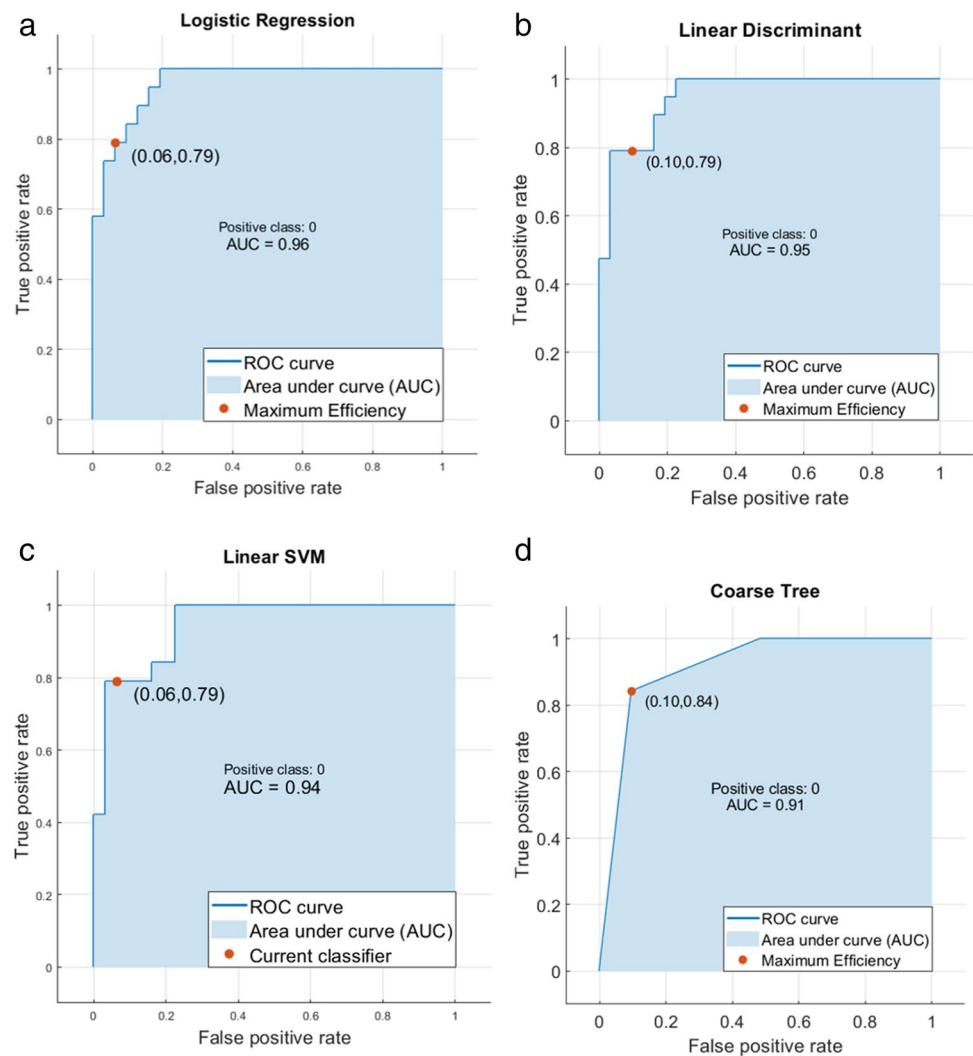 a
Logistic Regression
True positive rate
1
0.8
0.6
0.4
0.2
0
(0.06,0.79)
Positive class: 0
AUC = 0.96
ROC curve
Area under curve (AUC)
Maximum Efficiency
0 0.2 0.4 0.6 0.8 1
False positive rate
b
Linear Discriminant
True positive rate
1
0.8
0.6
0.4
0.2
0
(0.10,0.79)
Positive class: 0
AUC = 0.95
ROC curve
Area under curve (AUC)
Maximum Efficiency
0 0.2 0.4 0.6 0.8 1
False positive rate
c
Linear SVM
True positive rate
1
0.8
0.6
0.4
0.2
0
(0.06,0.79)
Positive class: 0
AUC = 0.94
ROC curve
Area under curve (AUC)
Current classifier
0 0.2 0.4 0.6 0.8 1
False positive rate
d
Coarse Tree
True positive rate
1
0.8
0.6
0.4
0.2
0
(0.10,0.84)
Positive class: 0
AUC = 0.91
ROC curve
Area under curve (AUC)
Maximum Efficiency
0 0.2 0.4 0.6 0.8 1
False positive rate